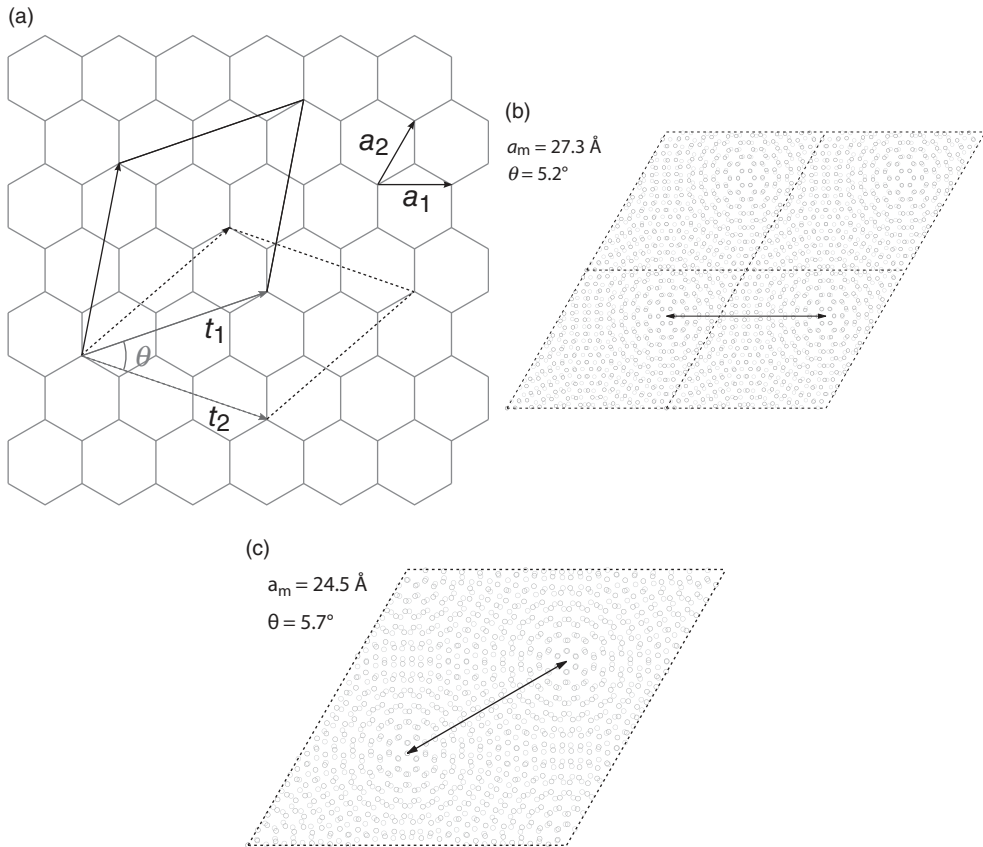 (a)
a₂
a₁
t₁
θ
t₂
(b)
aₘ = 27.3 Å
θ = 5.2°
(c)
aₘ = 24.5 Å
θ = 5.7°